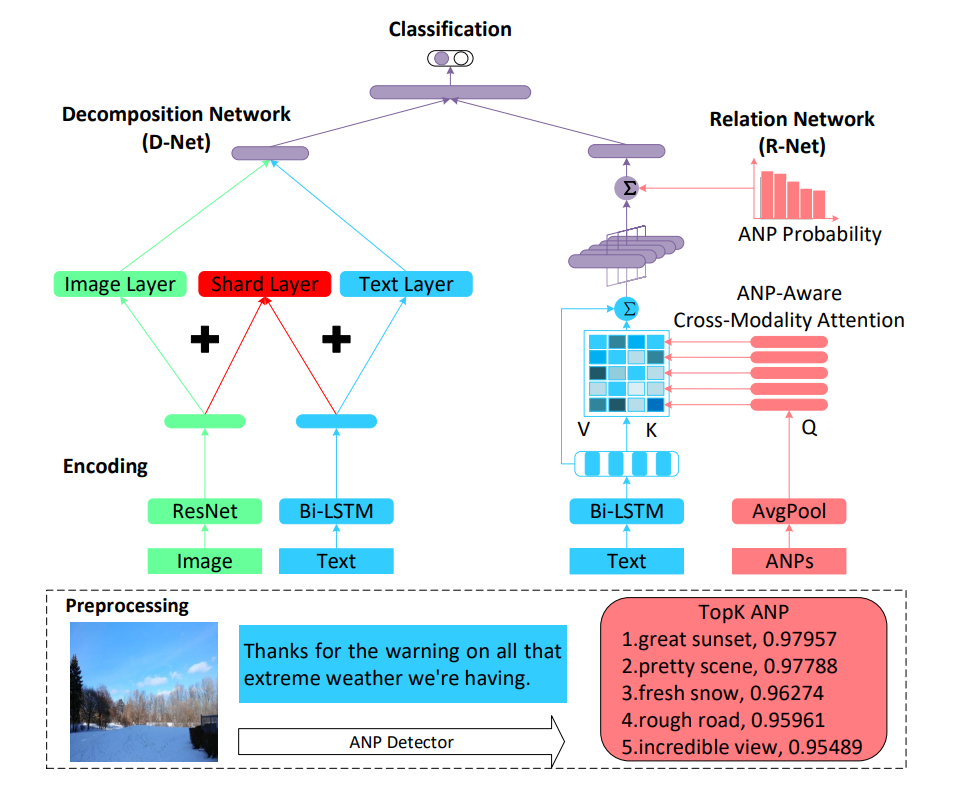 Classification
Decomposition Network
(D-Net)
Relation Network
(R-Net)
Σ
ANP Probability
Image Layer
Shard Layer
Text Layer
ANP-Aware
Cross-Modality Attention
Σ
V
K
Q
Encoding
ResNet
Bi-LSTM
Bi-LSTM
AvgPool
Image
Text
Text
ANPs
Preprocessing
Thanks for the warning on all that
extreme weather we're having.
ANP Detector
TopK ANP
1.great sunset, 0.97957
2.pretty scene, 0.97788
3.fresh snow, 0.96274
4.rough road, 0.95961
5.incredible view, 0.95489